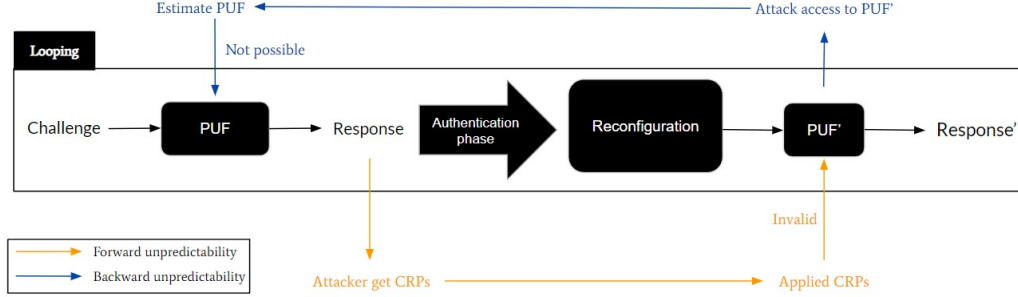 Estimate PUF
Attack access to PUF'
Not possible
Looping
Challenge
PUF
Response
Authentication
phase
Reconfiguration
PUF'
Response'
Invalid
Forward unpredictability
Backward unpredictability
Attacker get CRPs
Applied CRPs